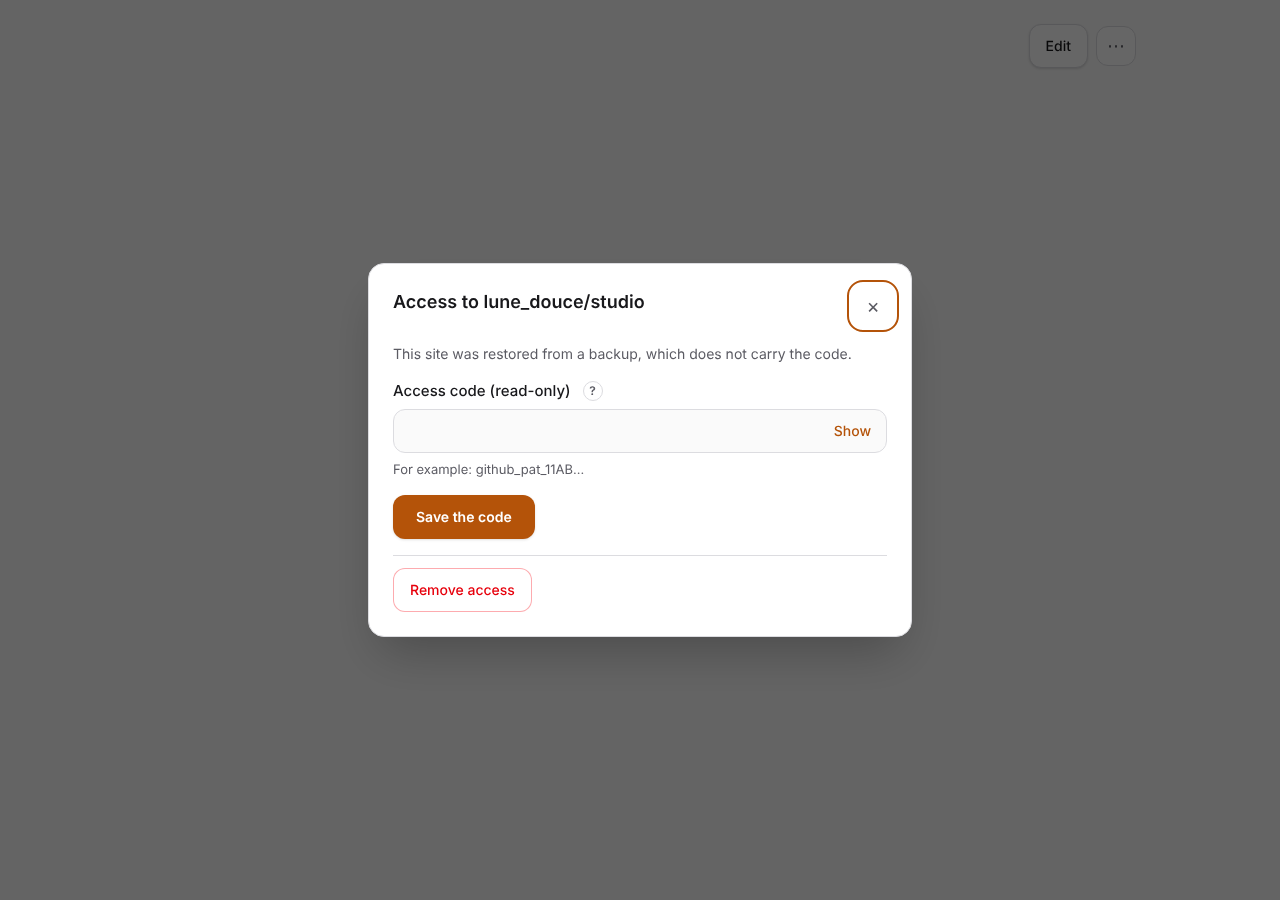 Edit
···
Access to lune_douce/studio
×
This site was restored from a backup, which does not carry the code.
Access code (read-only) ?
Show
For example: github_pat_11AB…
Save the code
Remove access